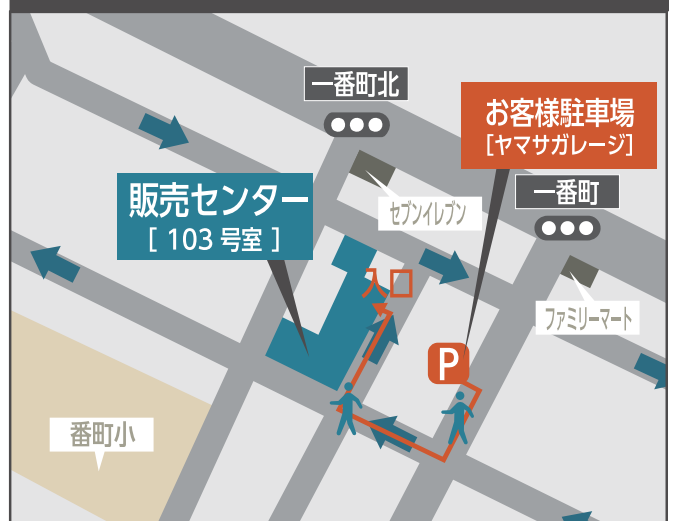 一番町北
お客様駐車場
[ヤマサガレージ]
販売センター
[ 103 号室 ]
セブンイレブン
一番町
入口
ファミリーマート
P
番町小